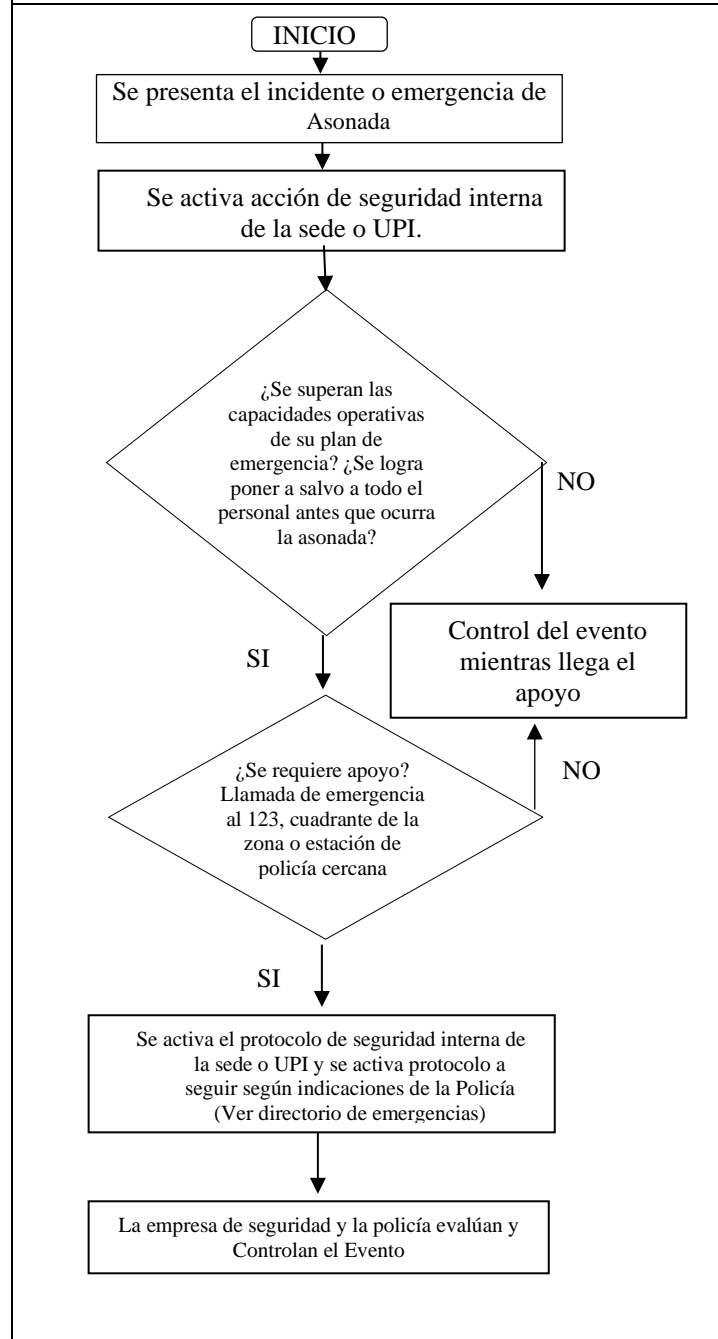 INICIO
Se presenta el incidente o emergencia de
Asonada
Se activa acción de seguridad interna
de la sede o UPI.
¿Se superan las
capacidades operativas
de su plan de
emergencia? ¿Se logra
poner a salvo a todo el
personal antes que ocurra
la asonada?
NO
Control del evento
mientras llega el
apoyo
SI
¿Se requiere apoyo?
Llamada de emergencia
al 123, cuadrante de la
zona o estación de
policía cercana
NO
SI
Se activa el protocolo de seguridad interna de
la sede o UPI y se activa protocolo a
seguir según indicaciones de la Policía
(Ver directorio de emergencias)
La empresa de seguridad y la policía evalúan y
Controlan el Evento